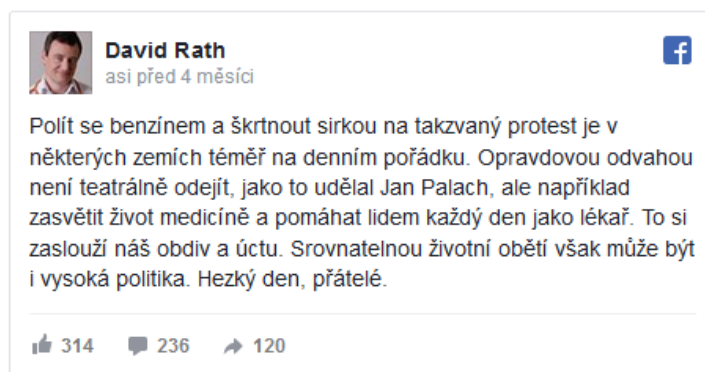 David Rath
asi před 4 měsíci
Polít se benzínem a škrtnout sirkou na takzvaný protest je v
některých zemích téměř na denním pořádku. Opravdovou odvahou
není teatrálně odejít, jako to udělal Jan Palach, ale například
zasvětit život medicíně a pomáhat lidem každý den jako lékař. To si
zaslouží náš obdiv a úctu. Srovnatelnou životní obětí však může být
i vysoká politika. Hezký den, přátelé.
314 236 120